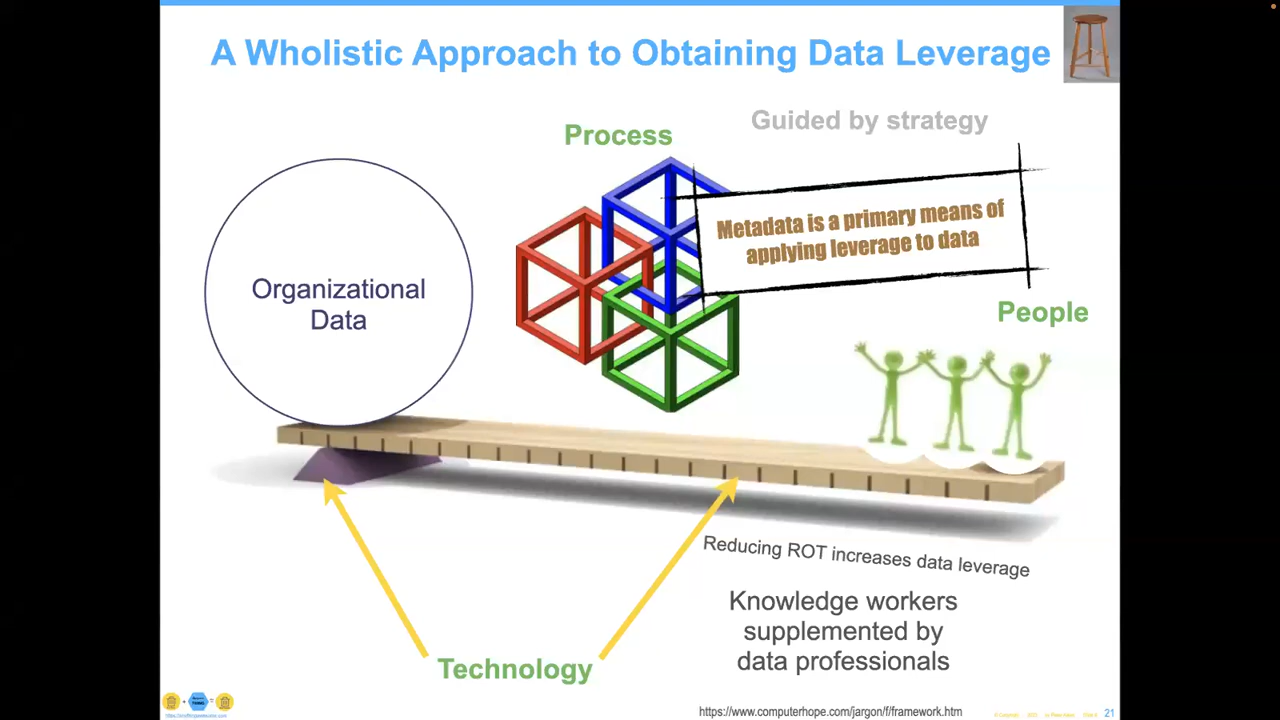 A Wholistic Approach to Obtaining Data Leverage
Guided by strategy
Process
Metadata is a primary means of
applying leverage to data
Organizational
Data
People
Reducing ROT increases data leverage
Knowledge workers
supplemented by
data professionals
Technology
https://www.computerhope.com/jargon/f/framework.htm
21